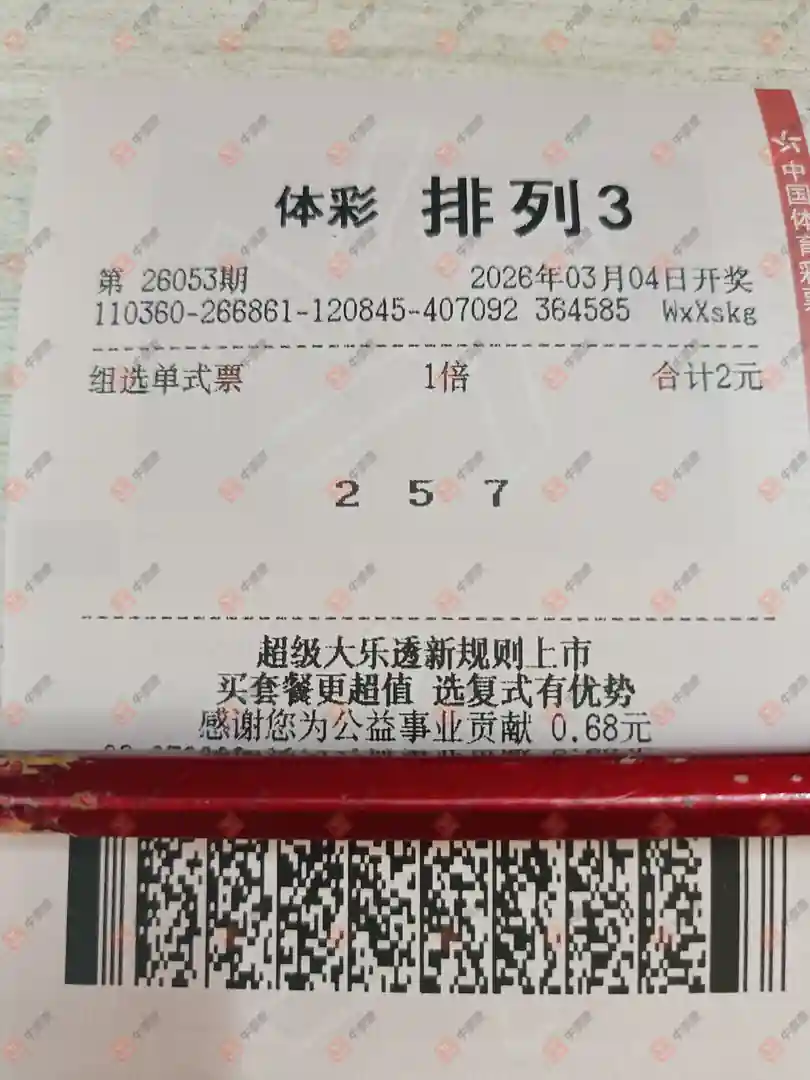 体彩 排列3
第 26053期 2026年03月04日开奖
110360-266861-120845-407092 364585 WxXskg
组选单式票 1倍 合计2元
2 5 7
超级大乐透新规则上市
买套餐更超值 选复式有优势
感谢您为公益事业贡献 0.68元
中国体育彩票